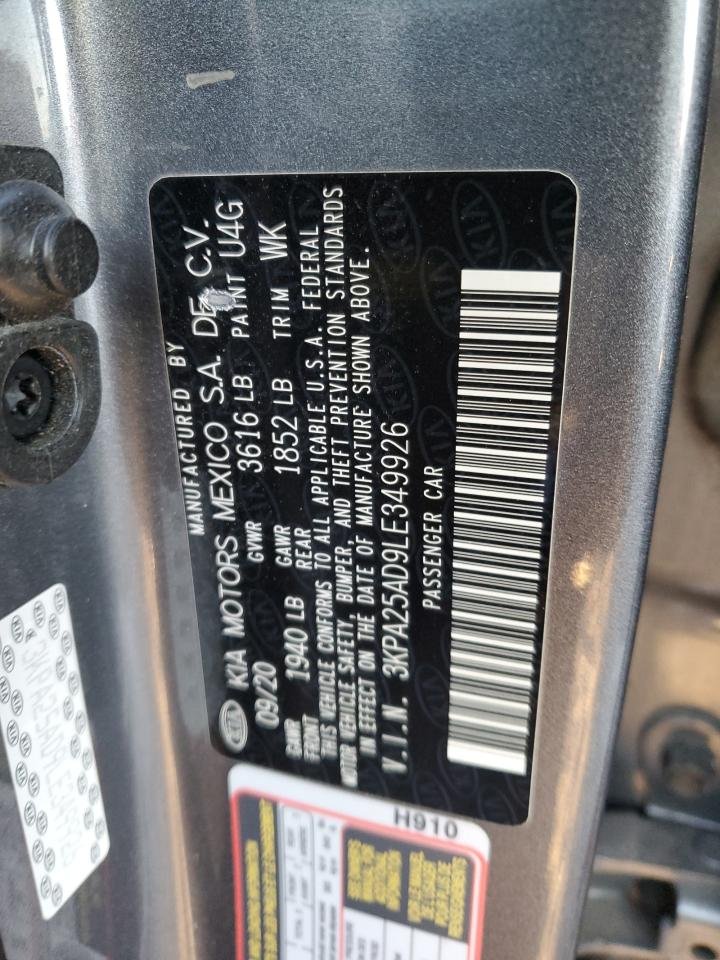 MANUFACTURED BY
KIA MOTORS MEXICO S.A. DE C.V.
09/20 GVWR 3616 LB PAINT U4G
GAWR FRONT 1940 LB GAWR REAR 1852 LB TRIM WK
THIS VEHICLE CONFORMS TO ALL APPLICABLE U.S.A. FEDERAL
MOTOR VEHICLE SAFETY, BUMPER, AND THEFT PREVENTION STANDARDS
IN EFFECT ON THE DATE OF MANUFACTURE SHOWN ABOVE.
V.I.N. 3KPA25AD9LE349926
PASSENGER CAR
KIA
H910
3KPA25AD9LE349926